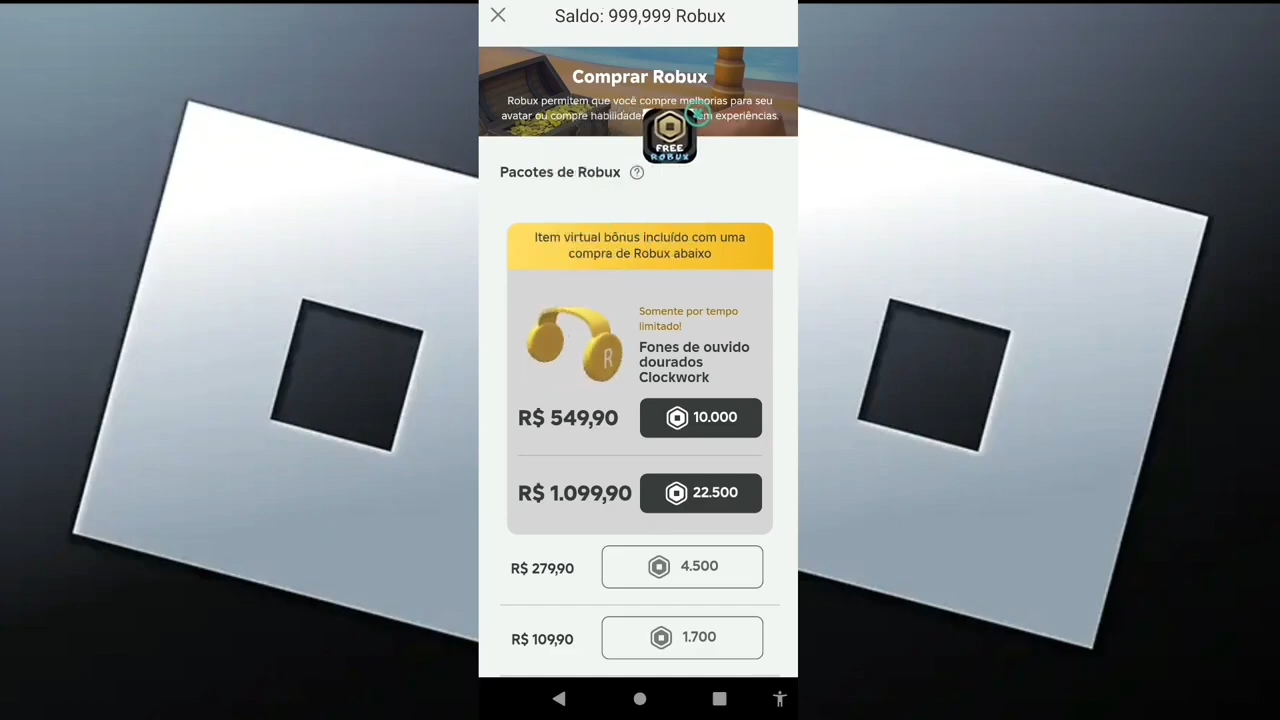 Saldo: 999,999 Robux
Comprar Robux
Robux permitem que você compre melhorias para seu
avatar ou compre habilidade em experiências.
FREE
ROBUX
Pacotes de Robux ?
Item virtual bônus incluído com uma
compra de Robux abaixo
Somente por tempo
limitado!
Fones de ouvido
dourados
Clockwork
R
R$ 549,90 10.000
R$ 1.099,90 22.500
R$ 279,90 4.500
R$ 109,90 1.700